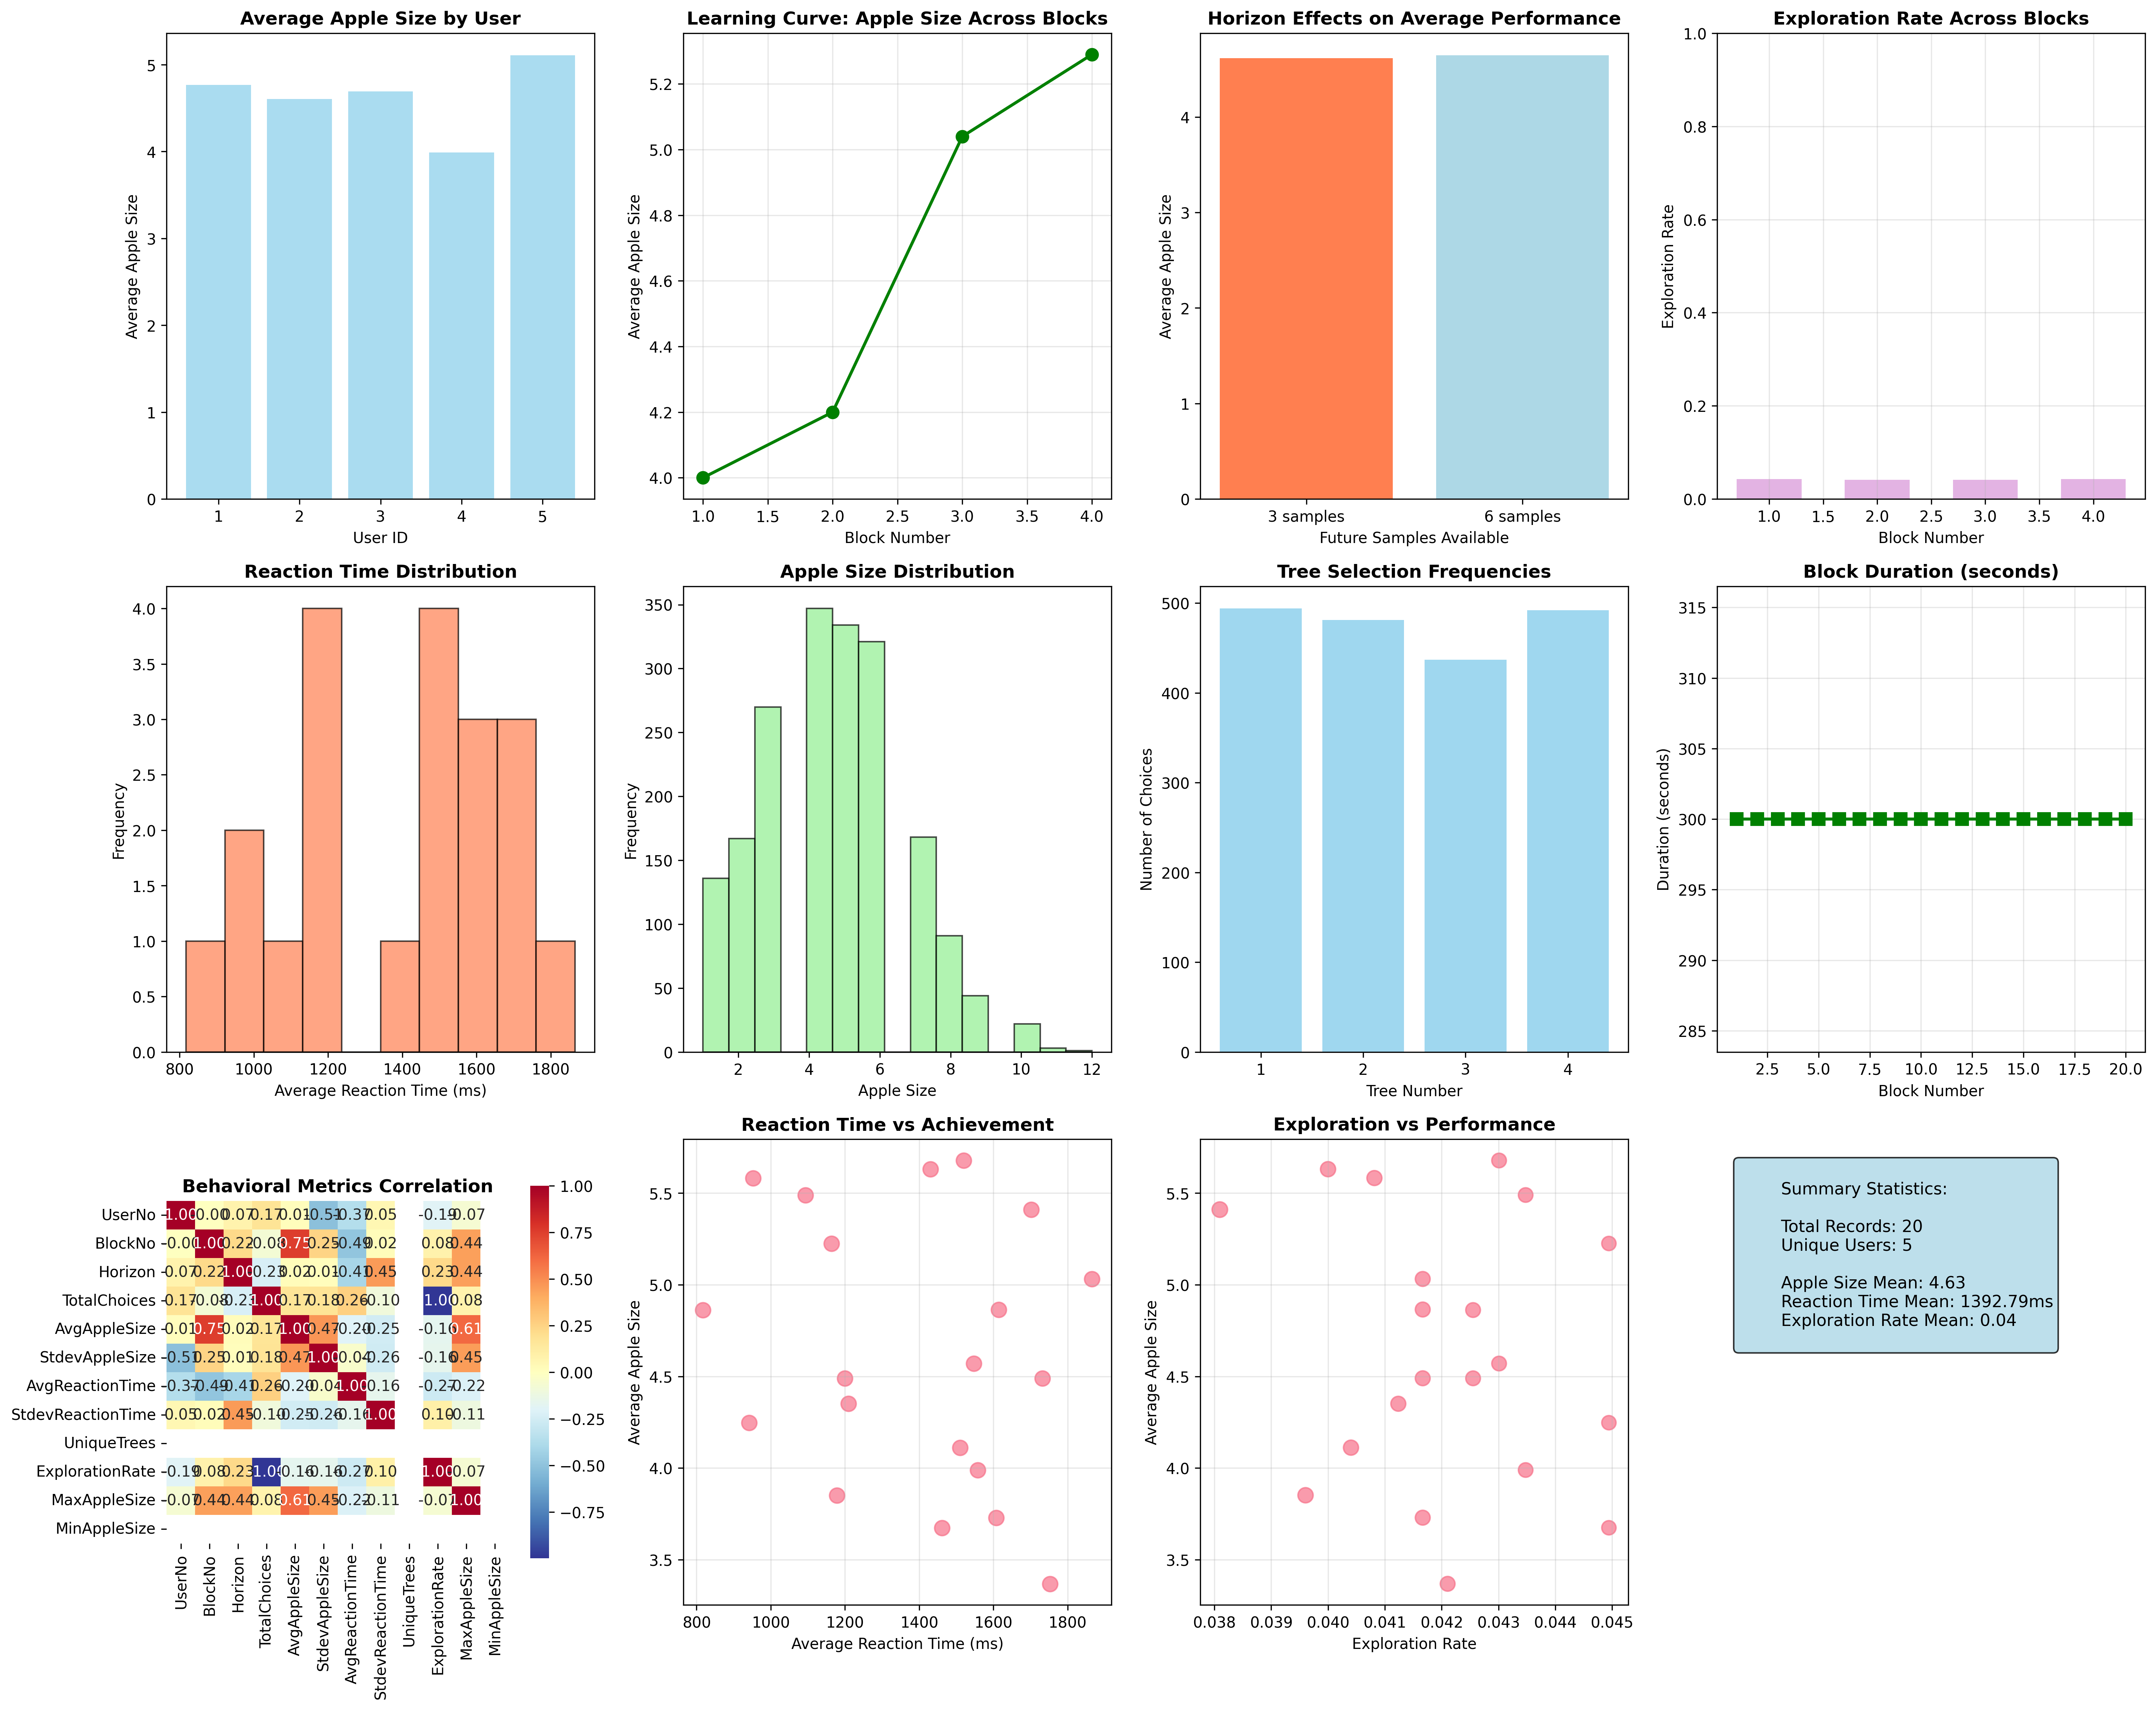 Average Apple Size by User
Average Apple Size
5
4
3
2
1
0
1 2 3 4 5
User ID
Learning Curve: Apple Size Across Blocks
Average Apple Size
5.2
5.0
4.8
4.6
4.4
4.2
4.0
1.0 1.5 2.0 2.5 3.0 3.5 4.0
Block Number
Horizon Effects on Average Performance
Average Apple Size
4
3
2
1
0
3 samples 6 samples
Future Samples Available
Exploration Rate Across Blocks
Exploration Rate
1.0
0.8
0.6
0.4
0.2
0.0
1.0 1.5 2.0 2.5 3.0 3.5 4.0
Block Number
Reaction Time Distribution
Frequency
4.0
3.5
3.0
2.5
2.0
1.5
1.0
0.5
0.0
800 1000 1200 1400 1600 1800
Average Reaction Time (ms)
Apple Size Distribution
Frequency
350
300
250
200
150
100
50
0
2 4 6 8 10 12
Apple Size
Tree Selection Frequencies
Number of Choices
500
400
300
200
100
0
1 2 3 4
Tree Number
Block Duration (seconds)
Duration (seconds)
315
310
305
300
295
290
285
2.5 5.0 7.5 10.0 12.5 15.0 17.5 20.0
Block Number
Behavioral Metrics Correlation
UserNo
BlockNo
Horizon
TotalChoices
AvgAppleSize
StdevAppleSize
AvgReactionTime
StdevReactionTime
UniqueTrees
ExplorationRate
MaxAppleSize
MinAppleSize
UserNo
BlockNo
Horizon
TotalChoices
AvgAppleSize
StdevAppleSize
AvgReactionTime
StdevReactionTime
UniqueTrees
ExplorationRate
MaxAppleSize
MinAppleSize
1.00
0.75
0.50
0.25
0.00
−0.25
−0.50
−0.75
Reaction Time vs Achievement
Average Apple Size
5.5
5.0
4.5
4.0
3.5
800 1000 1200 1400 1600 1800
Average Reaction Time (ms)
Exploration vs Performance
Average Apple Size
5.5
5.0
4.5
4.0
3.5
0.038 0.039 0.040 0.041 0.042 0.043 0.044 0.045
Exploration Rate
Summary Statistics:
Total Records: 20
Unique Users: 5
Apple Size Mean: 4.63
Reaction Time Mean: 1392.79ms
Exploration Rate Mean: 0.04